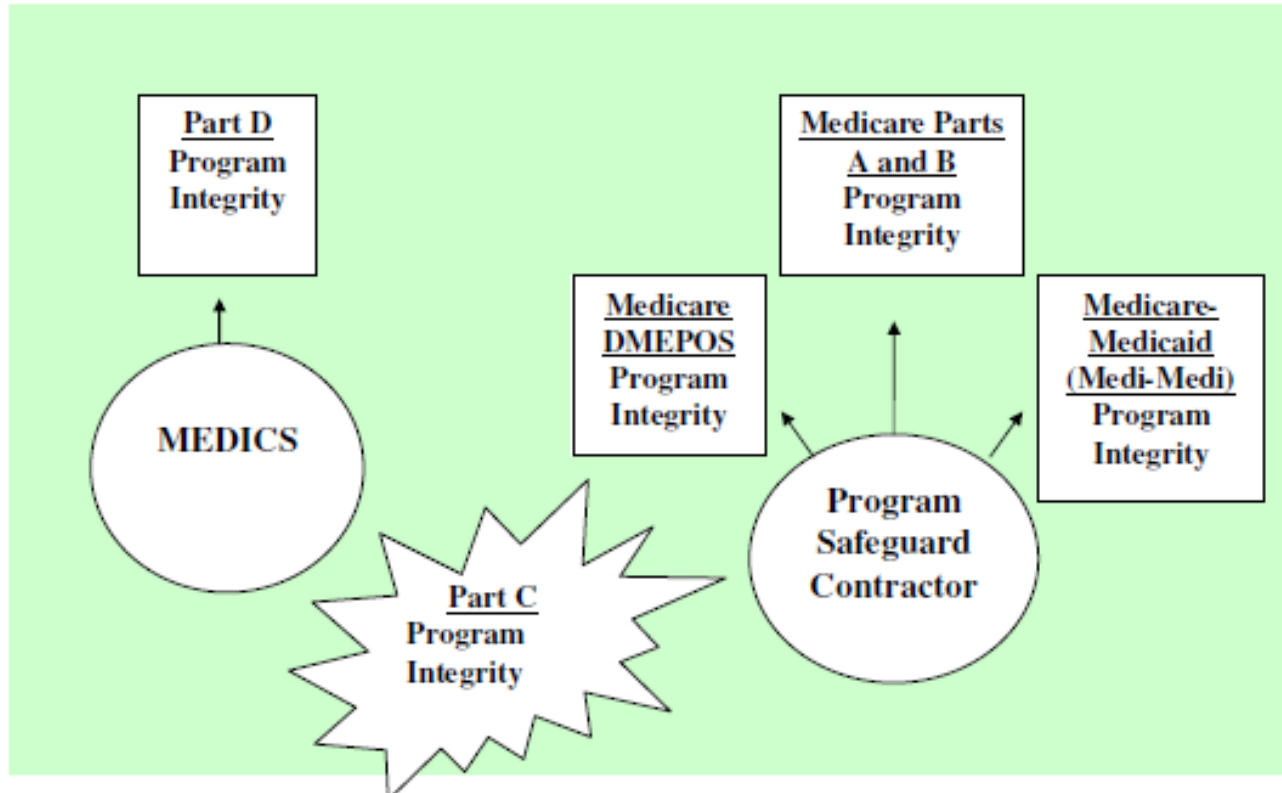 Part D
Program
Integrity
Medicare Parts
A and B
Program
Integrity
Medicare
DMEPOS
Program
Integrity
Medicare-
Medicaid
(Medi-Medi)
Program
Integrity
MEDICS
Program
Safeguard
Contractor
Part C
Program
Integrity